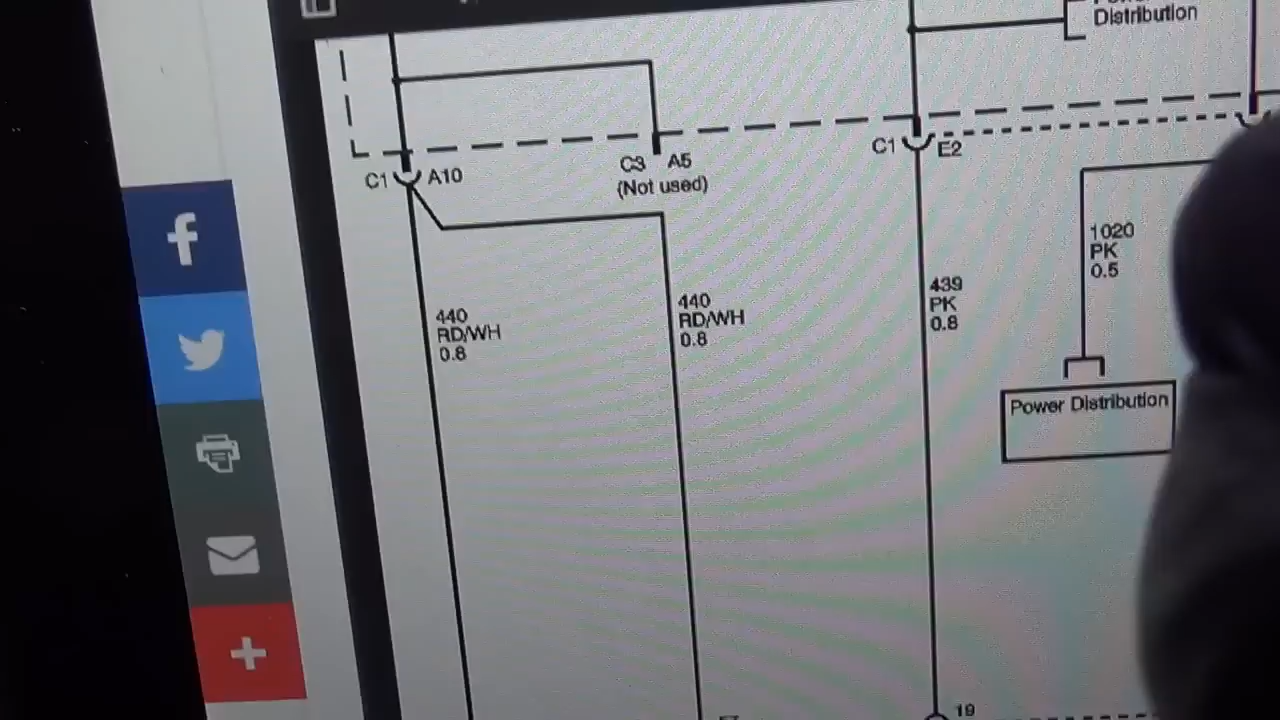 Distribution
C1 A10
C3 A5
(Not used)
C1 E2
440
RD/WH
0.8
440
RD/WH
0.8
439
PK
0.8
1020
PK
0.5
Power Distribution
19